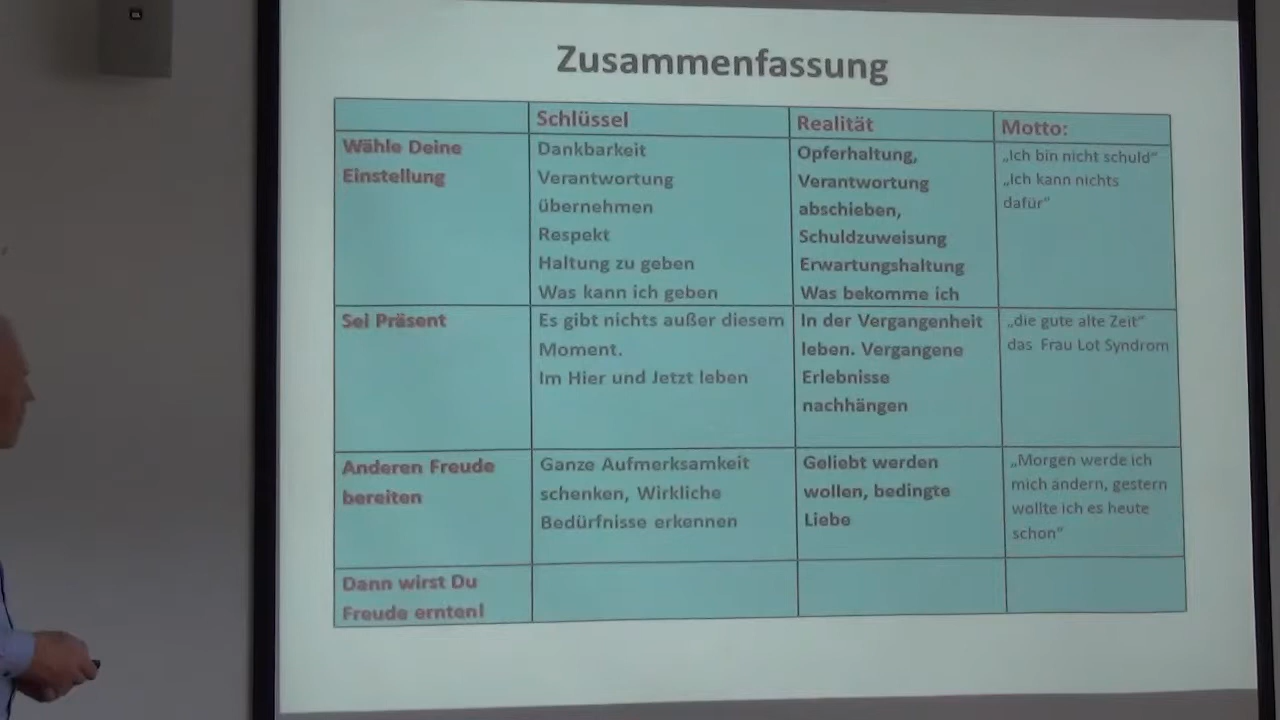 Zusammenfassung
Schlüssel
Realität
Motto:
Wähle Deine
Einstellung
Dankbarkeit
Verantwortung
übernehmen
Respekt
Haltung zu geben
Was kann ich geben
Opferhaltung,
Verantwortung
abschieben,
Schuldzuweisung
Erwartungshaltung
Was bekomme ich
„Ich bin nicht schuld“
„Ich kann nichts
dafür“
Sei Präsent
Es gibt nichts außer diesem
Moment.
Im Hier und Jetzt leben
In der Vergangenheit
leben. Vergangene
Erlebnisse
nachhängen
„die gute alte Zeit“
das Frau Lot Syndrom
Anderen Freude
bereiten
Ganze Aufmerksamkeit
schenken, Wirkliche
Bedürfnisse erkennen
Geliebt werden
wollen, bedingte
Liebe
„Morgen werde ich
mich ändern, gestern
wollte ich es heute
schon“
Dann wirst Du
Freude ernten!